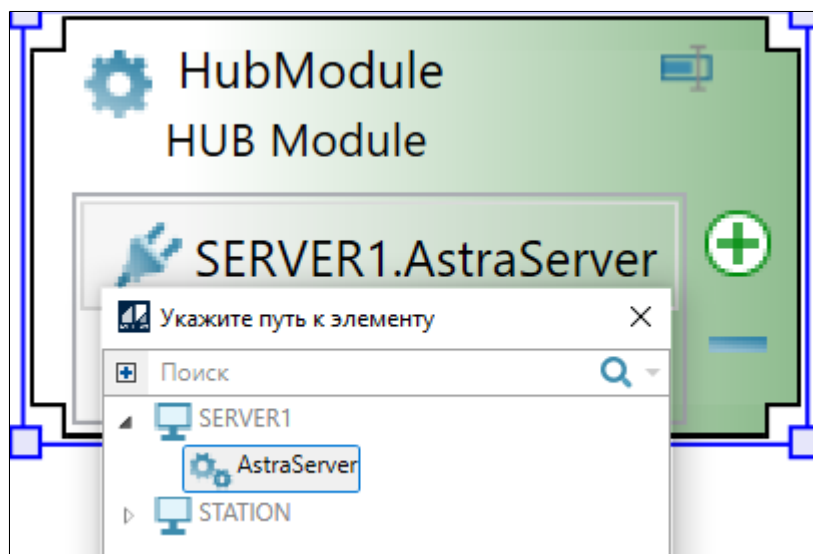 HubModule
HUB Module
SERVER1.AstraServer
Укажите путь к элементу
Поиск
SERVER1
AstraServer
STATION